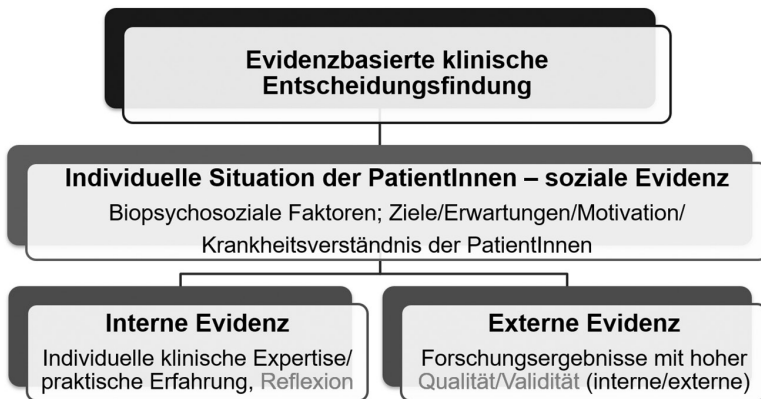 Evidenzbasierte klinische
Entscheidungsfindung
Individuelle Situation der PatientInnen – soziale Evidenz
Biopsychosoziale Faktoren; Ziele/Erwartungen/Motivation/
Krankheitsverständnis der PatientInnen
Interne Evidenz
Individuelle klinische Expertise/
praktische Erfahrung, Reflexion
Externe Evidenz
Forschungsergebnisse mit hoher
Qualität/Validität (interne/externe)